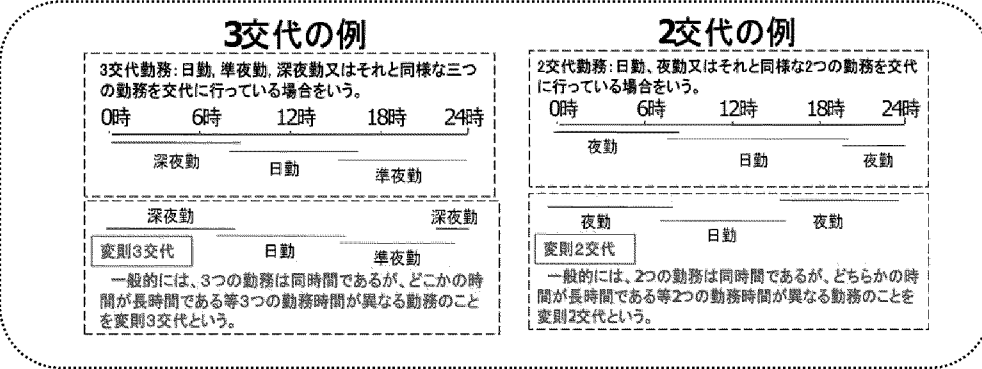 3交代の例
3交代勤務:日勤, 準夜勤, 深夜勤又はそれと同様な三つ
の勤務を交代に行っている場合をいう。
0時 6時 12時 18時 24時
深夜勤 日勤 準夜勤
深夜勤 深夜勤
変則3交代 日勤 準夜勤
一般的には、3つの勤務は同時間であるが、どこかの時
間が長時間である等3つの勤務時間が異なる勤務のこと
を変則3交代という。
2交代の例
2交代勤務:日勤、夜勤又はそれと同様な2つの勤務を交代
に行っている場合をいう。
0時 6時 12時 18時 24時
夜勤 日勤 夜勤
夜勤 日勤 夜勤
変則2交代
一般的には、2つの勤務は同時間であるが、どちらかの時
間が長時間である等2つの勤務時間が異なる勤務のことを
変則2交代という。